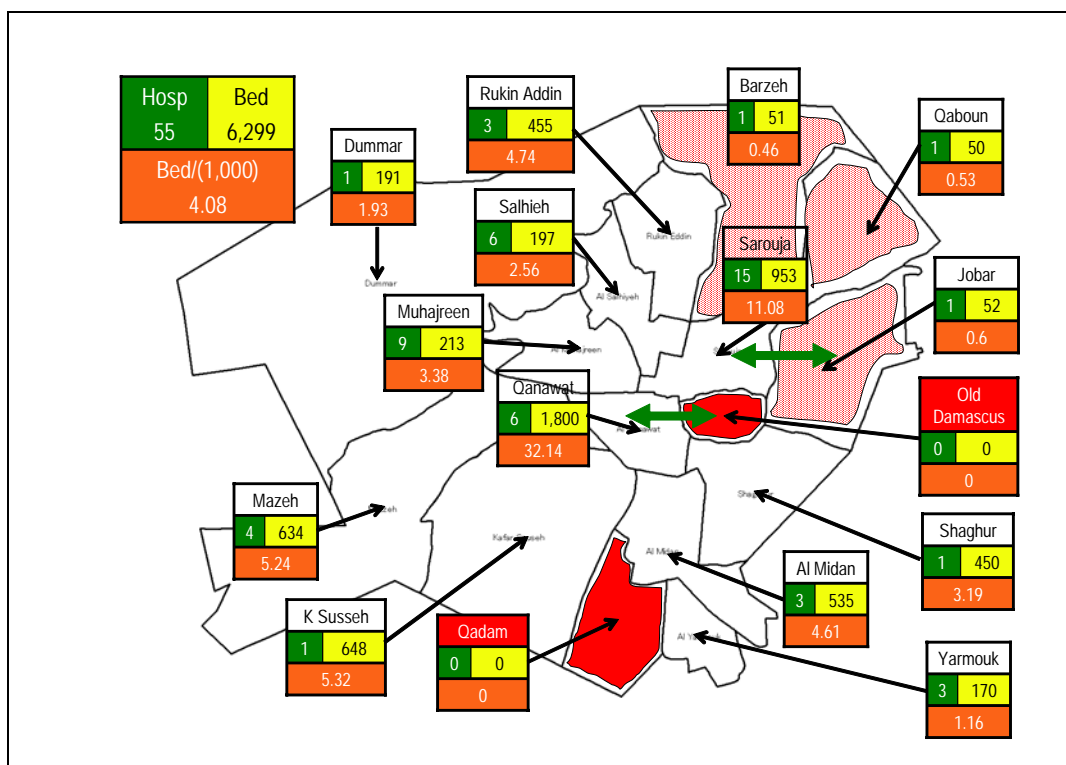 Hosp Bed
55 6,299
Bed/(1,000)
4.08
Rukin Addin
3 455
4.74
Barzeh
1 51
0.46
Qaboun
1 50
0.53
Dummar
1 191
1.93
Salhieh
6 197
2.56
Sarouja
15 953
11.08
Jobar
1 52
0.6
Muhajreen
9 213
3.38
Qanawat
6 1,800
32.14
Old
Damascus
0 0
0
Mazeh
4 634
5.24
Shaghur
1 450
3.19
Al Midan
3 535
4.61
K Susseh
1 648
5.32
Qadam
0 0
0
Yarmouk
3 170
1.16
Rukin Eddin
Dummar
Al Salhiyeh
Al Midan